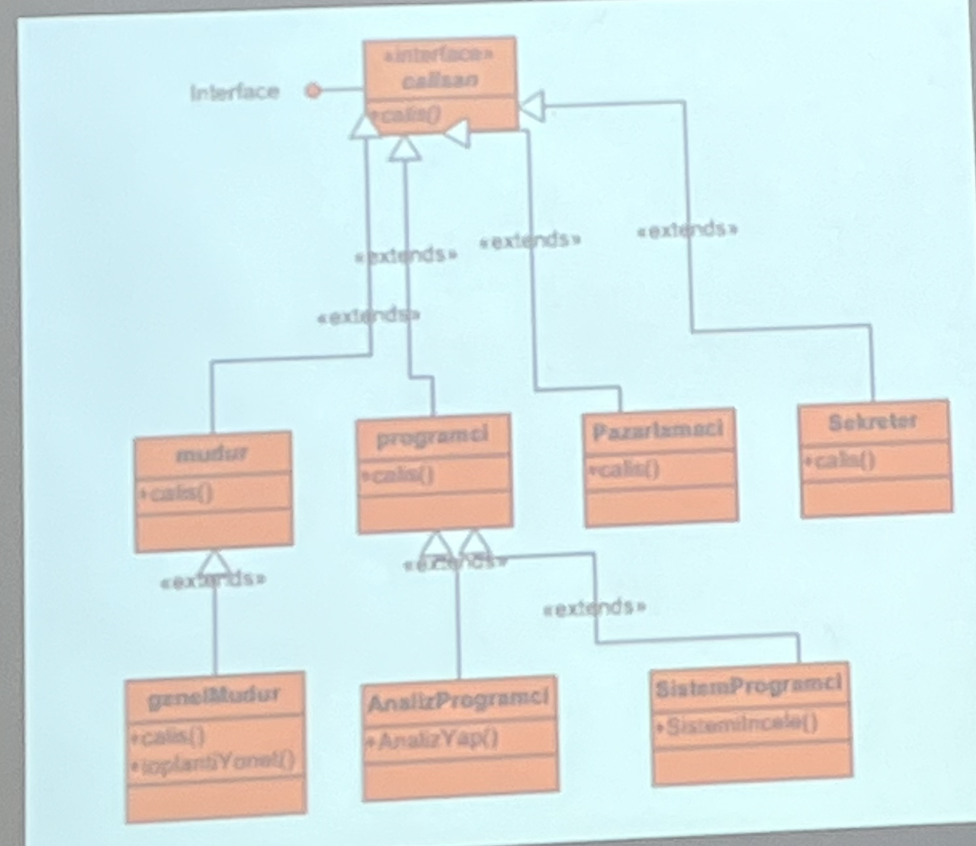 «interface»
calisan
Interface
+calis()
«extends»
«extends»
«extends»
«extends»
mudur
+calis()
programci
+calis()
Pazarlamaci
+calis()
Sekreter
+calis()
«extends»
«extends»
«extends»
genelMudur
+calis()
+toplantiYonet()
AnalizProgramci
+AnalizYap()
SistemProgramci
+SistemiIncele()